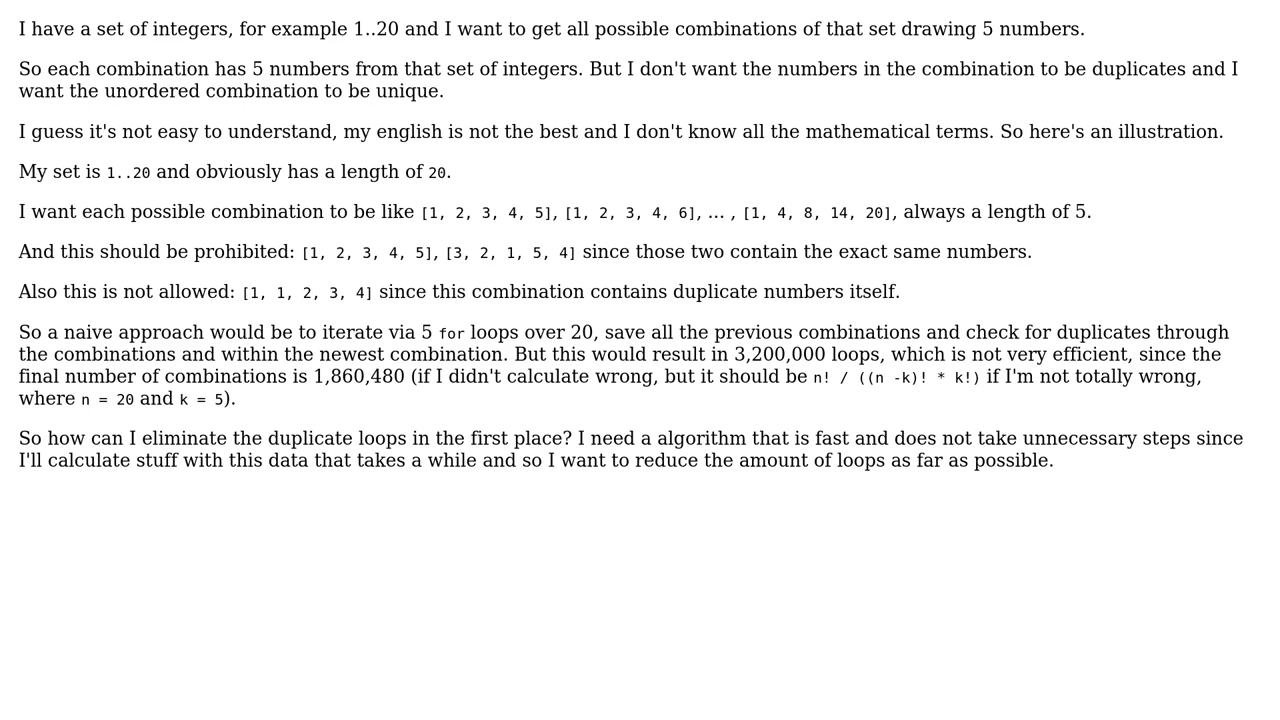 I have a set of integers, for example 1..20 and I want to get all possible combinations of that set drawing 5 numbers.
So each combination has 5 numbers from that set of integers. But I don't want the numbers in the combination to be duplicates and I
want the unordered combination to be unique.
I guess it's not easy to understand, my english is not the best and I don't know all the mathematical terms. So here's an illustration.
My set is 1..20 and obviously has a length of 20.
I want each possible combination to be like [1, 2, 3, 4, 5], [1, 2, 3, 4, 6], ... , [1, 4, 8, 14, 20], always a length of 5.
And this should be prohibited: [1, 2, 3, 4, 5], [3, 2, 1, 5, 4] since those two contain the exact same numbers.
Also this is not allowed: [1, 1, 2, 3, 4] since this combination contains duplicate numbers itself.
So a naive approach would be to iterate via 5 for loops over 20, save all the previous combinations and check for duplicates through
the combinations and within the newest combination. But this would result in 3,200,000 loops, which is not very efficient, since the
final number of combinations is 1,860,480 (if I didn't calculate wrong, but it should be n! / ((n -k)! * k!) if I'm not totally wrong,
where n = 20 and k = 5).
So how can I eliminate the duplicate loops in the first place? I need a algorithm that is fast and does not take unnecessary steps since
I'll calculate stuff with this data that takes a while and so I want to reduce the amount of loops as far as possible.